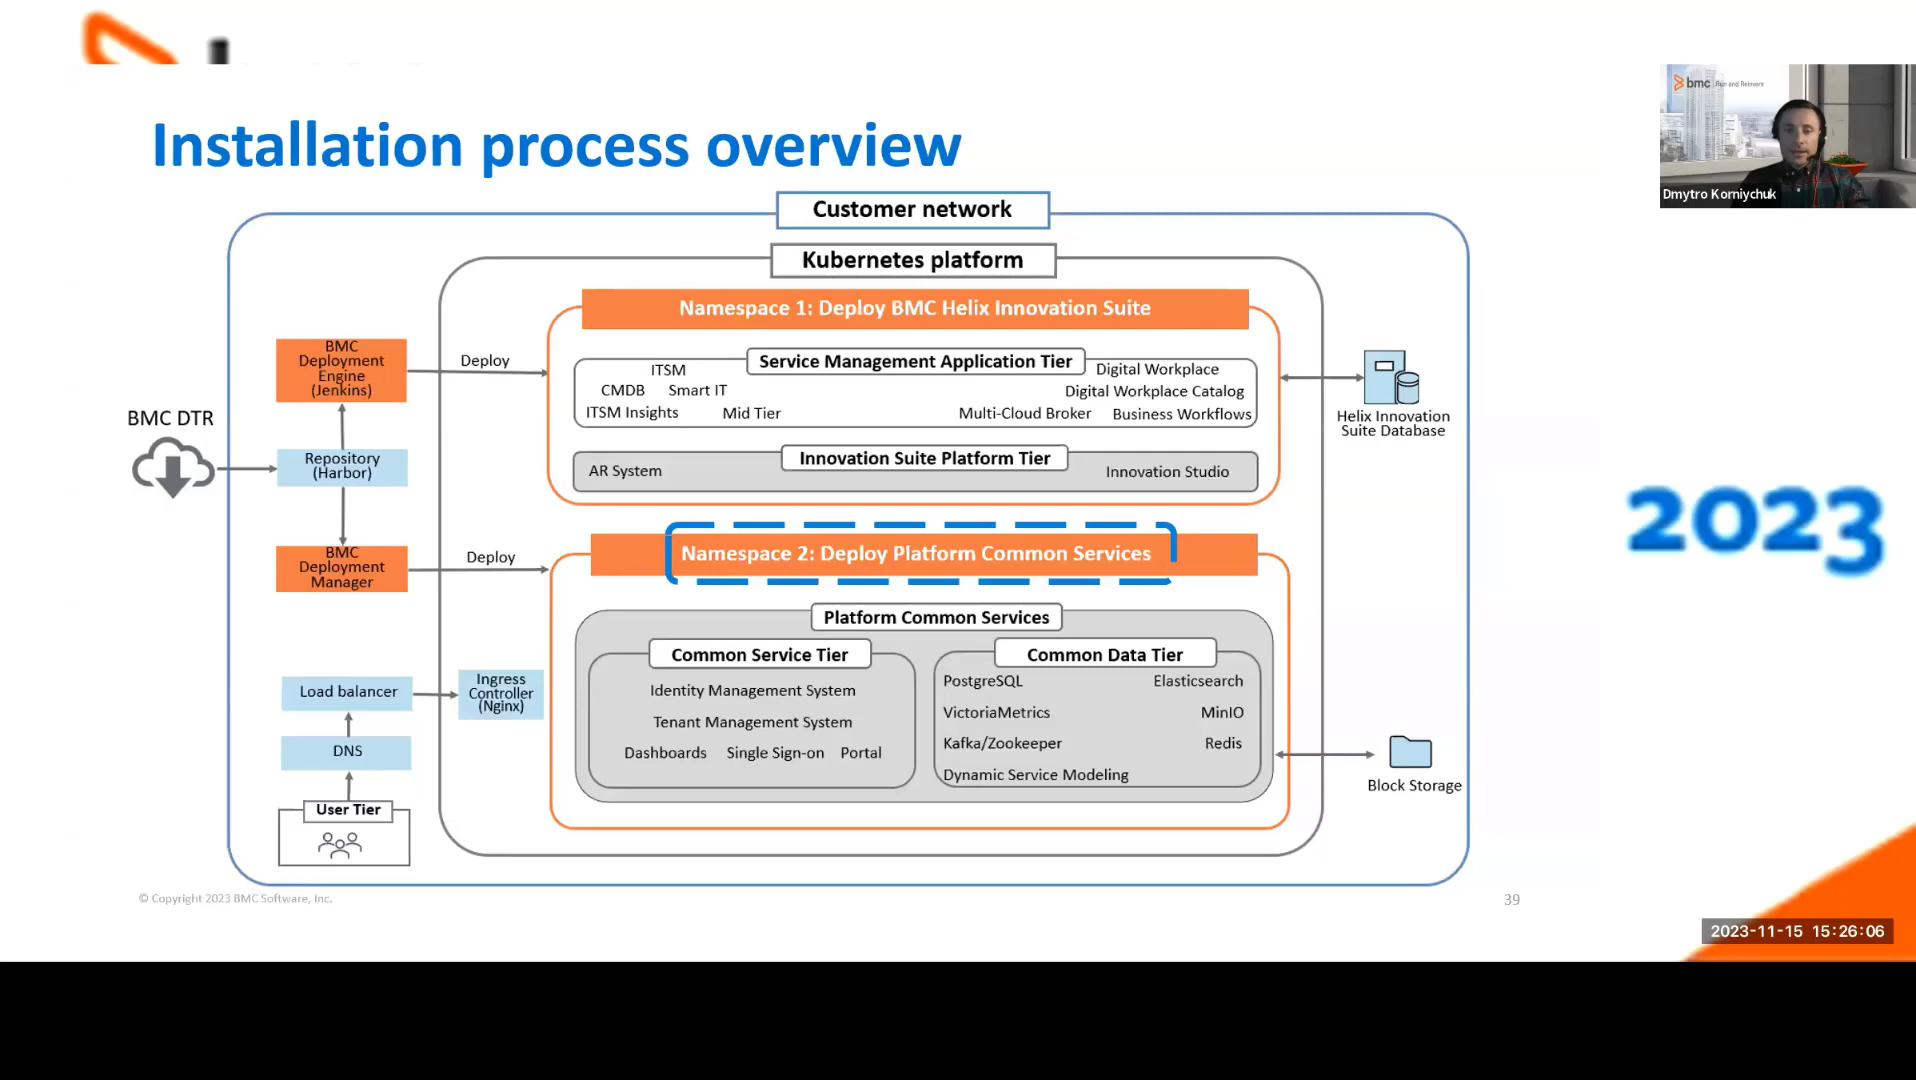 bmc Run and Reinvent
Dmytro Korniychuk
Installation process overview
Customer network
Kubernetes platform
Namespace 1: Deploy BMC Helix Innovation Suite
BMC
Deployment
Engine
(Jenkins)
Deploy
Service Management Application Tier
ITSM
Digital Workplace
CMDB
Smart IT
Digital Workplace Catalog
ITSM Insights
Mid Tier
Multi-Cloud Broker
Business Workflows
Helix Innovation
Suite Database
BMC DTR
Repository
(Harbor)
Innovation Suite Platform Tier
AR System
Innovation Studio
2023
Namespace 2: Deploy Platform Common Services
BMC
Deployment
Manager
Deploy
Platform Common Services
Common Service Tier
Identity Management System
Tenant Management System
Dashboards
Single Sign-on
Portal
Common Data Tier
PostgreSQL
Elasticsearch
VictoriaMetrics
MinIO
Kafka/Zookeeper
Redis
Dynamic Service Modeling
Load balancer
Ingress
Controller
(Nginx)
DNS
User Tier
Block Storage
© Copyright 2023 BMC Software, Inc.
39
2023-11-15 15:26:06